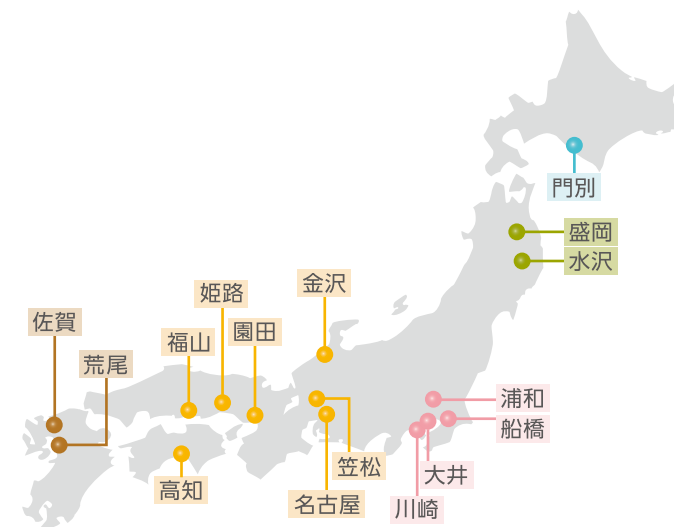 門別
盛岡
水沢
金沢
姫路
園田
佐賀
福山
荒尾
浦和
船橋
笠松
大井
高知
名古屋
川崎